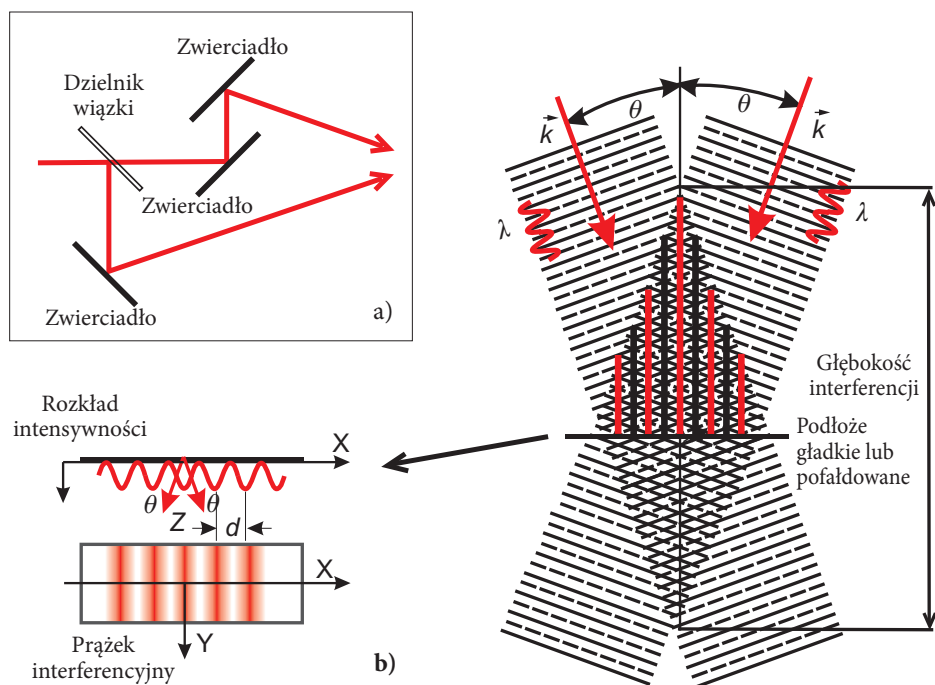 Zwierciadło
Dzielnik
wiązki
Zwierciadło
Zwierciadło
a)
Rozkład
intensywności
X
θ
θ
Z
d
X
Y
Prążek
interferencyjny
b)
θ
θ
k
k
λ
λ
Głębokość
interferencji
Podłoże
gładkie lub
pofałdowane